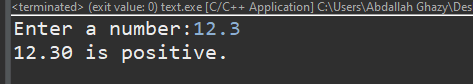 <terminated> (exit value: 0) text.exe [C/C++ Application] C:\Users\Abdallah Ghazy\Des
Enter a number:12.3
12.30 is positive.